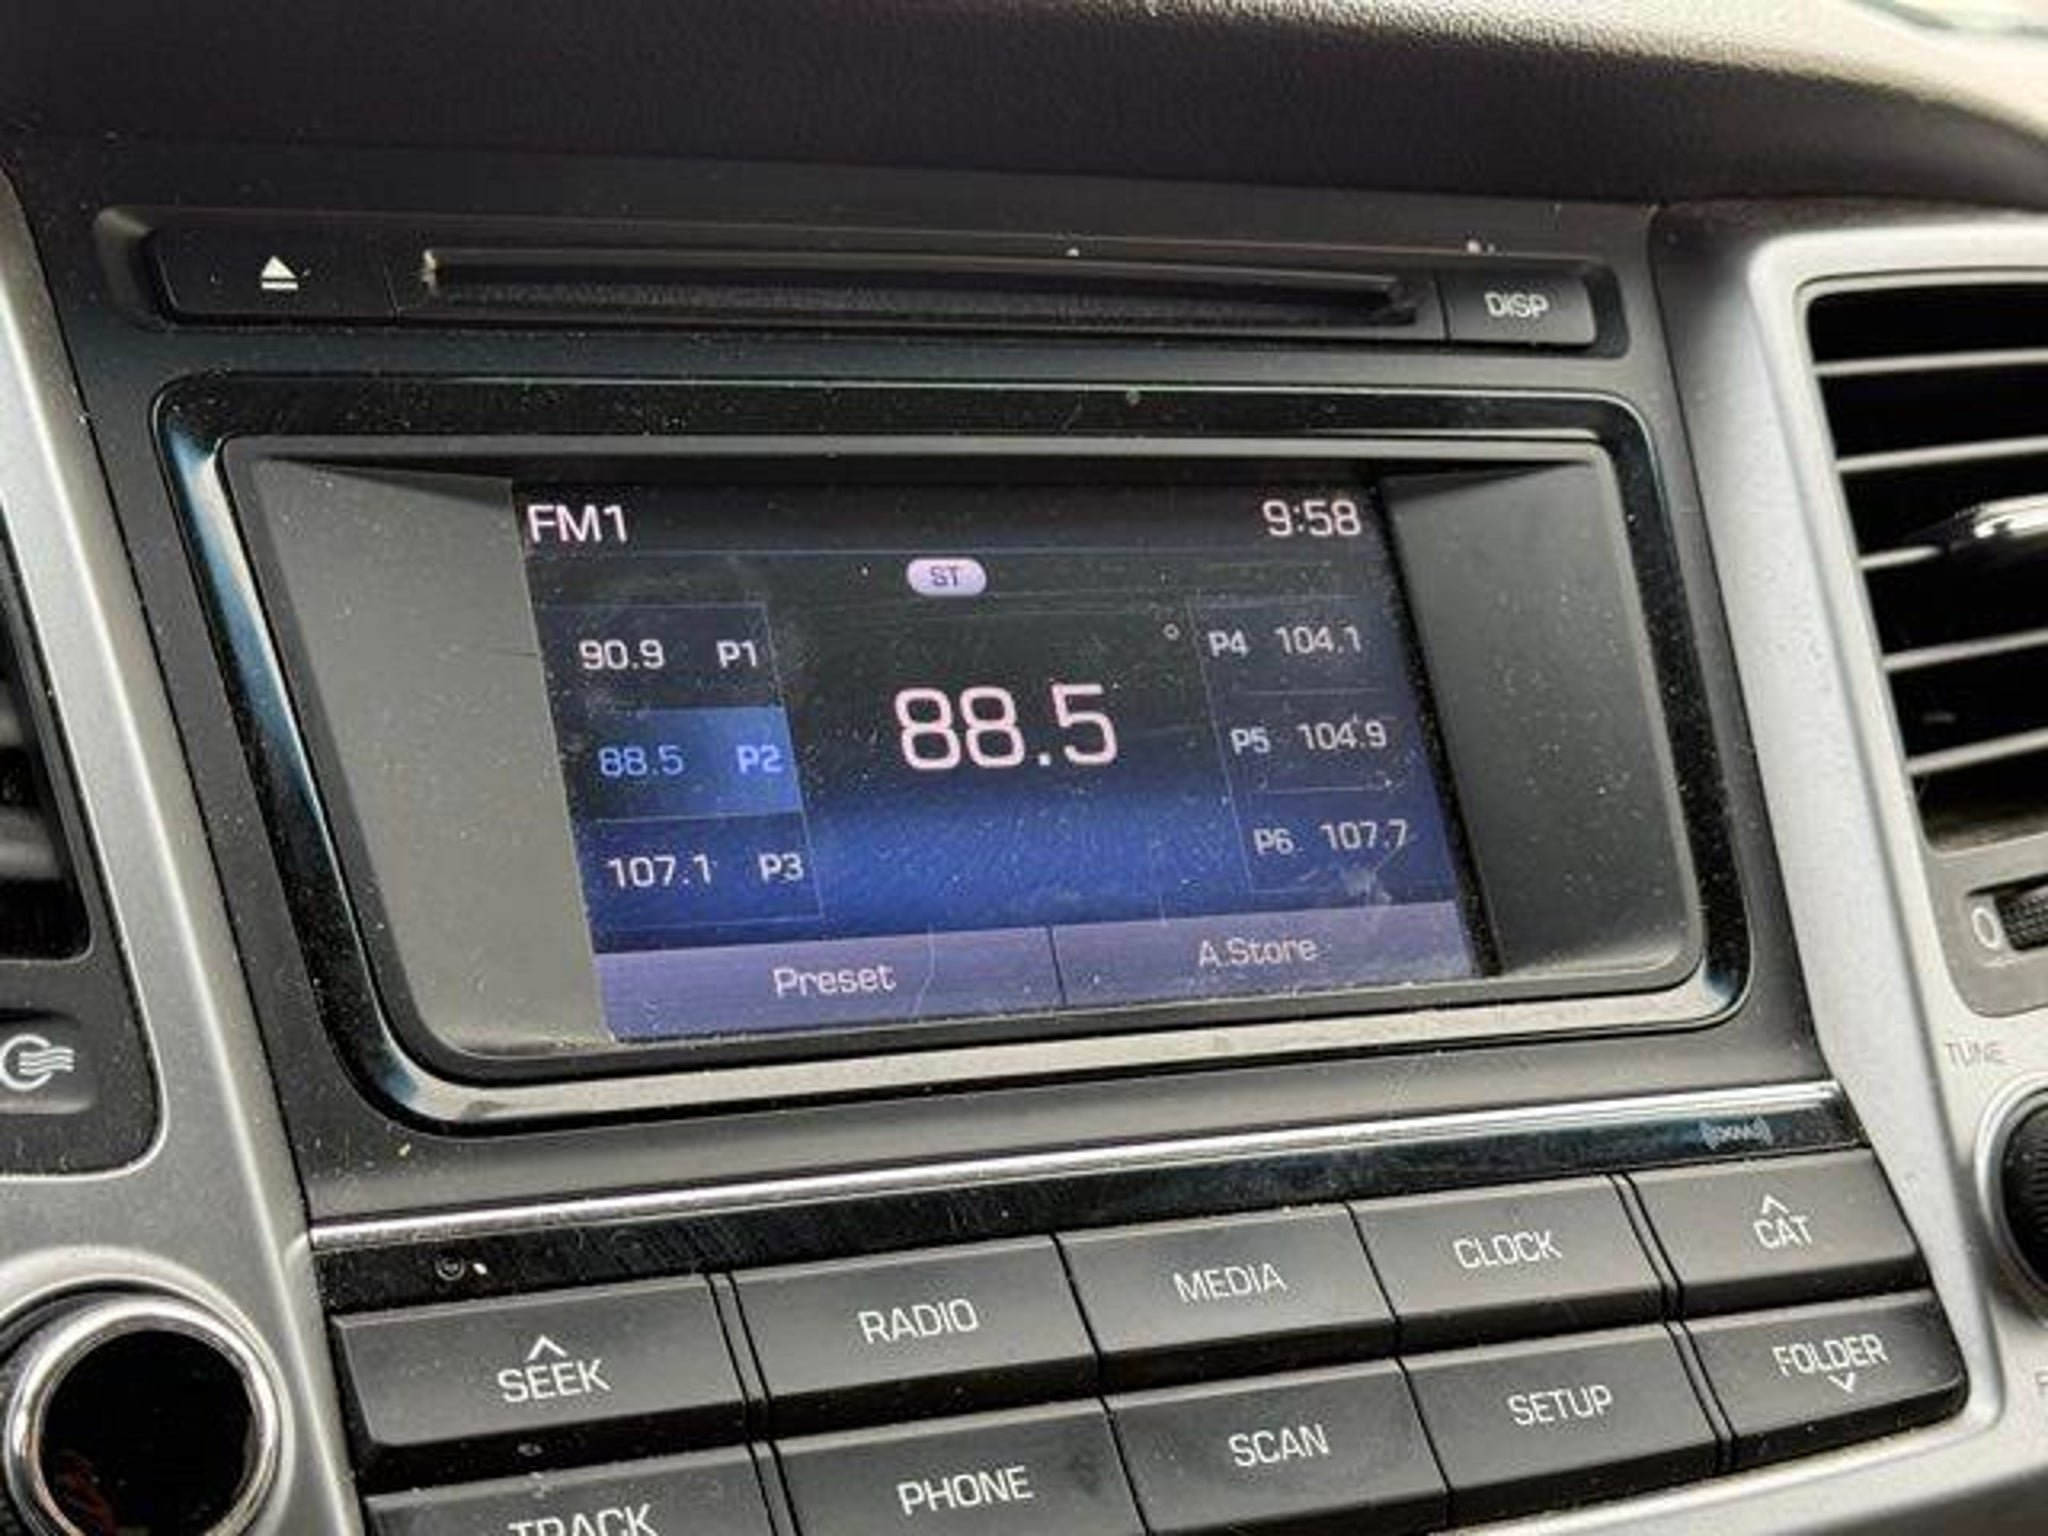 DISP
FM1 9:58
ST
90.9 P1 P4 104.1
88.5
88.5 P2 P5 104.9
107.1 P3 P6 107.7
Preset A.Store
TUNE
SEEK RADIO MEDIA CLOCK CAT
TRACK PHONE SCAN SETUP FOLDER